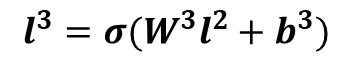 l³ = σ(W³l² + b³)